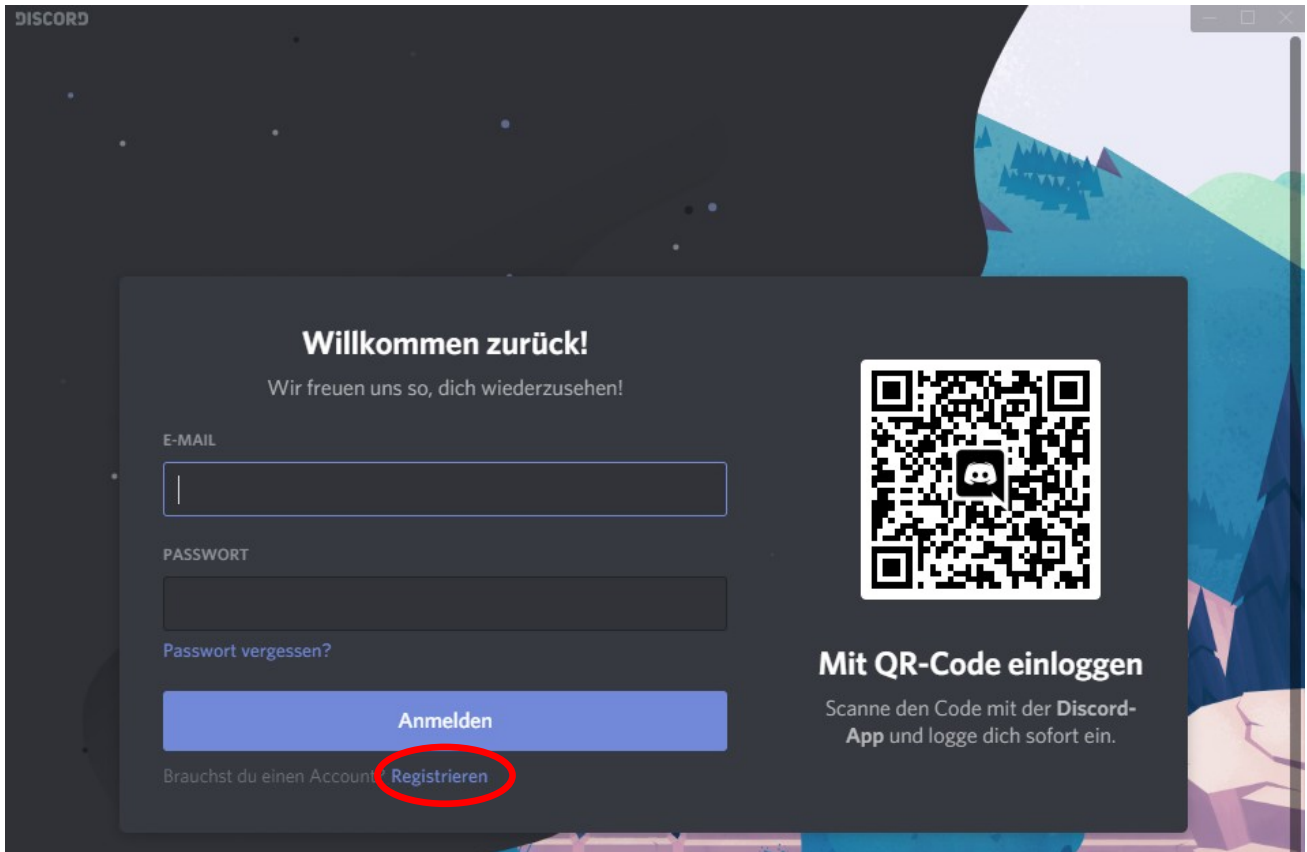 DISCORD
Willkommen zurück!
Wir freuen uns so, dich wiederzusehen!
E-MAIL
PASSWORT
Passwort vergessen?
Anmelden
Brauchst du einen Account? Registrieren
Mit QR-Code einloggen
Scanne den Code mit der Discord-
App und logge dich sofort ein.